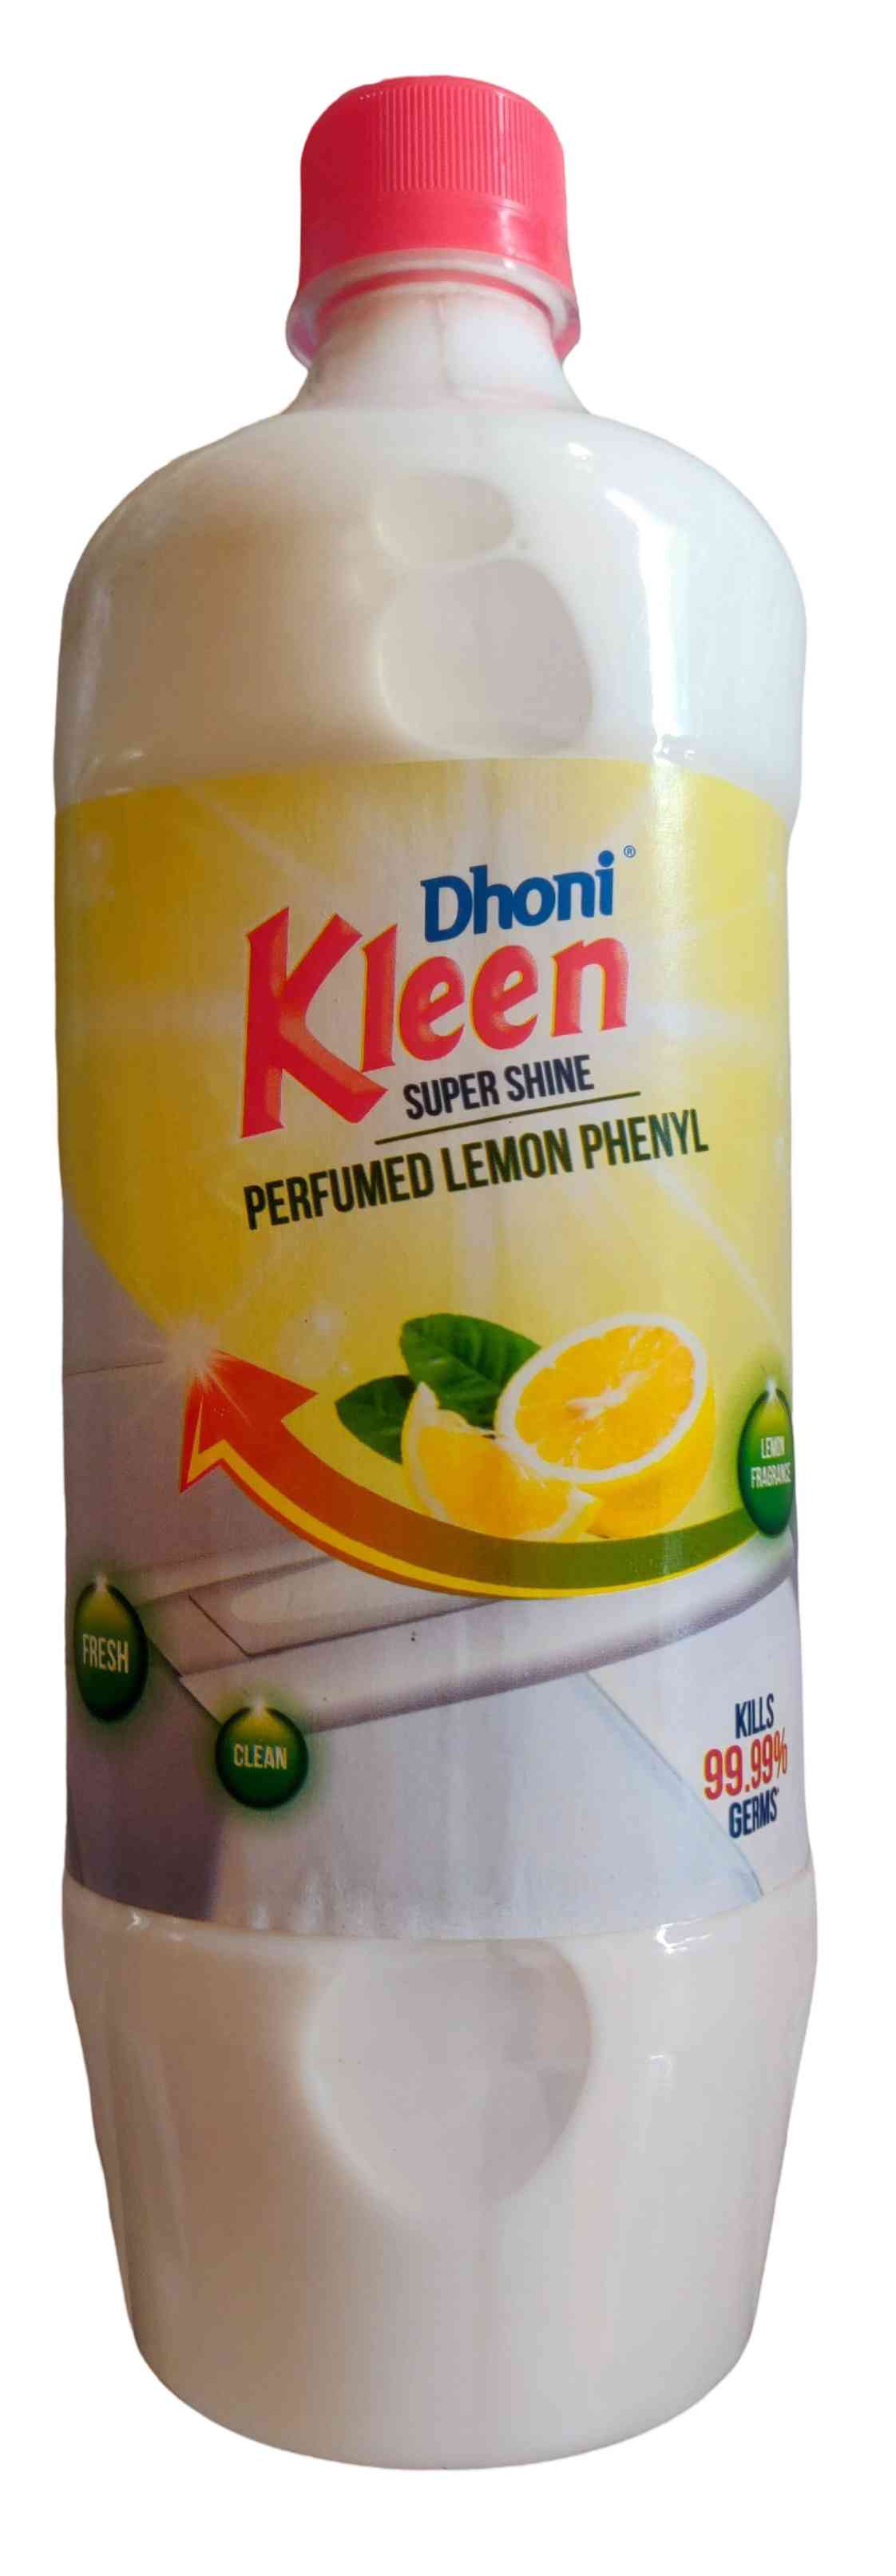 Dhoni®
Kleen
SUPER SHINE
PERFUMED LEMON PHENYL
LEMON
FRAGRANCE
FRESH
CLEAN
KILLS
99.99%
GERMS*